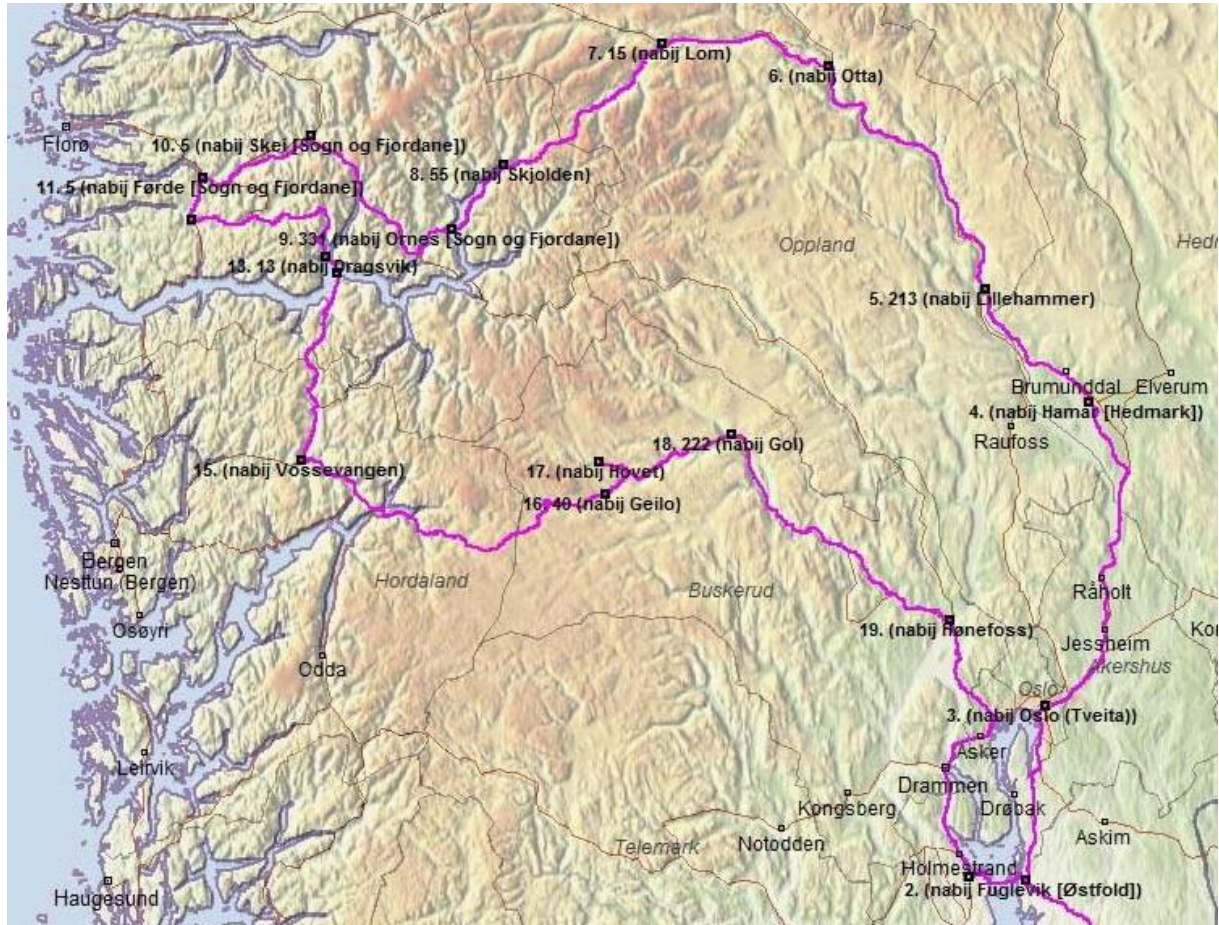 7. 15 (nabij Lom)
6. (nabij Otta)
Florø
10. 5 (nabij Skei [Sogn og Fjordane])
8. 55 (nabij Skjolden)
11. 5 (nabij Førde [Sogn og Fjordane])
9. 331 (nabij Ornes [Sogn og Fjordane])
Oppland
Hedm
13. 13 (nabij Dragsvik)
5. 213 (nabij Lillehammer)
Brumunddal
Elverum
4. (nabij Hamar [Hedmark])
Raufoss
18. 222 (nabij Gol)
15. (nabij Vossevangen)
17. (nabij Hovet)
16. 40 (nabij Geilo)
Bergen
Nesttun (Bergen)
Hordaland
Buskerud
Råholt
Osøyri
19. (nabij Hønefoss)
Jessheim
Kon
Odda
Akershus
Oslo
3. (nabij Oslo (Tveita))
Asker
Leirvik
Drammen
Kongsberg
Drøbak
Notodden
Askim
Telemark
Holmestrand
Haugesund
2. (nabij Fuglevik [Østfold])